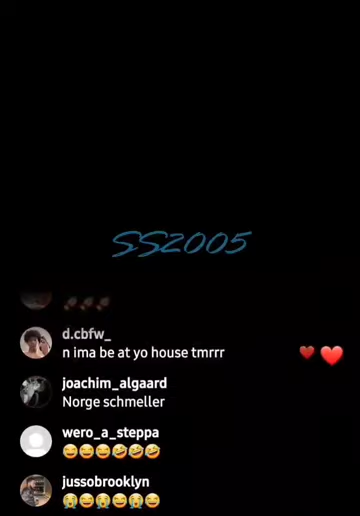 SS2005
🚀🚀🚀
d.cbfw_
n ima be at yo house tmrrr
joachim_algaard
Norge schmeller
wero_a_steppa
😂😂😂🤣🤣🤣
jussobrooklyn
😭😂😭😂😭😂